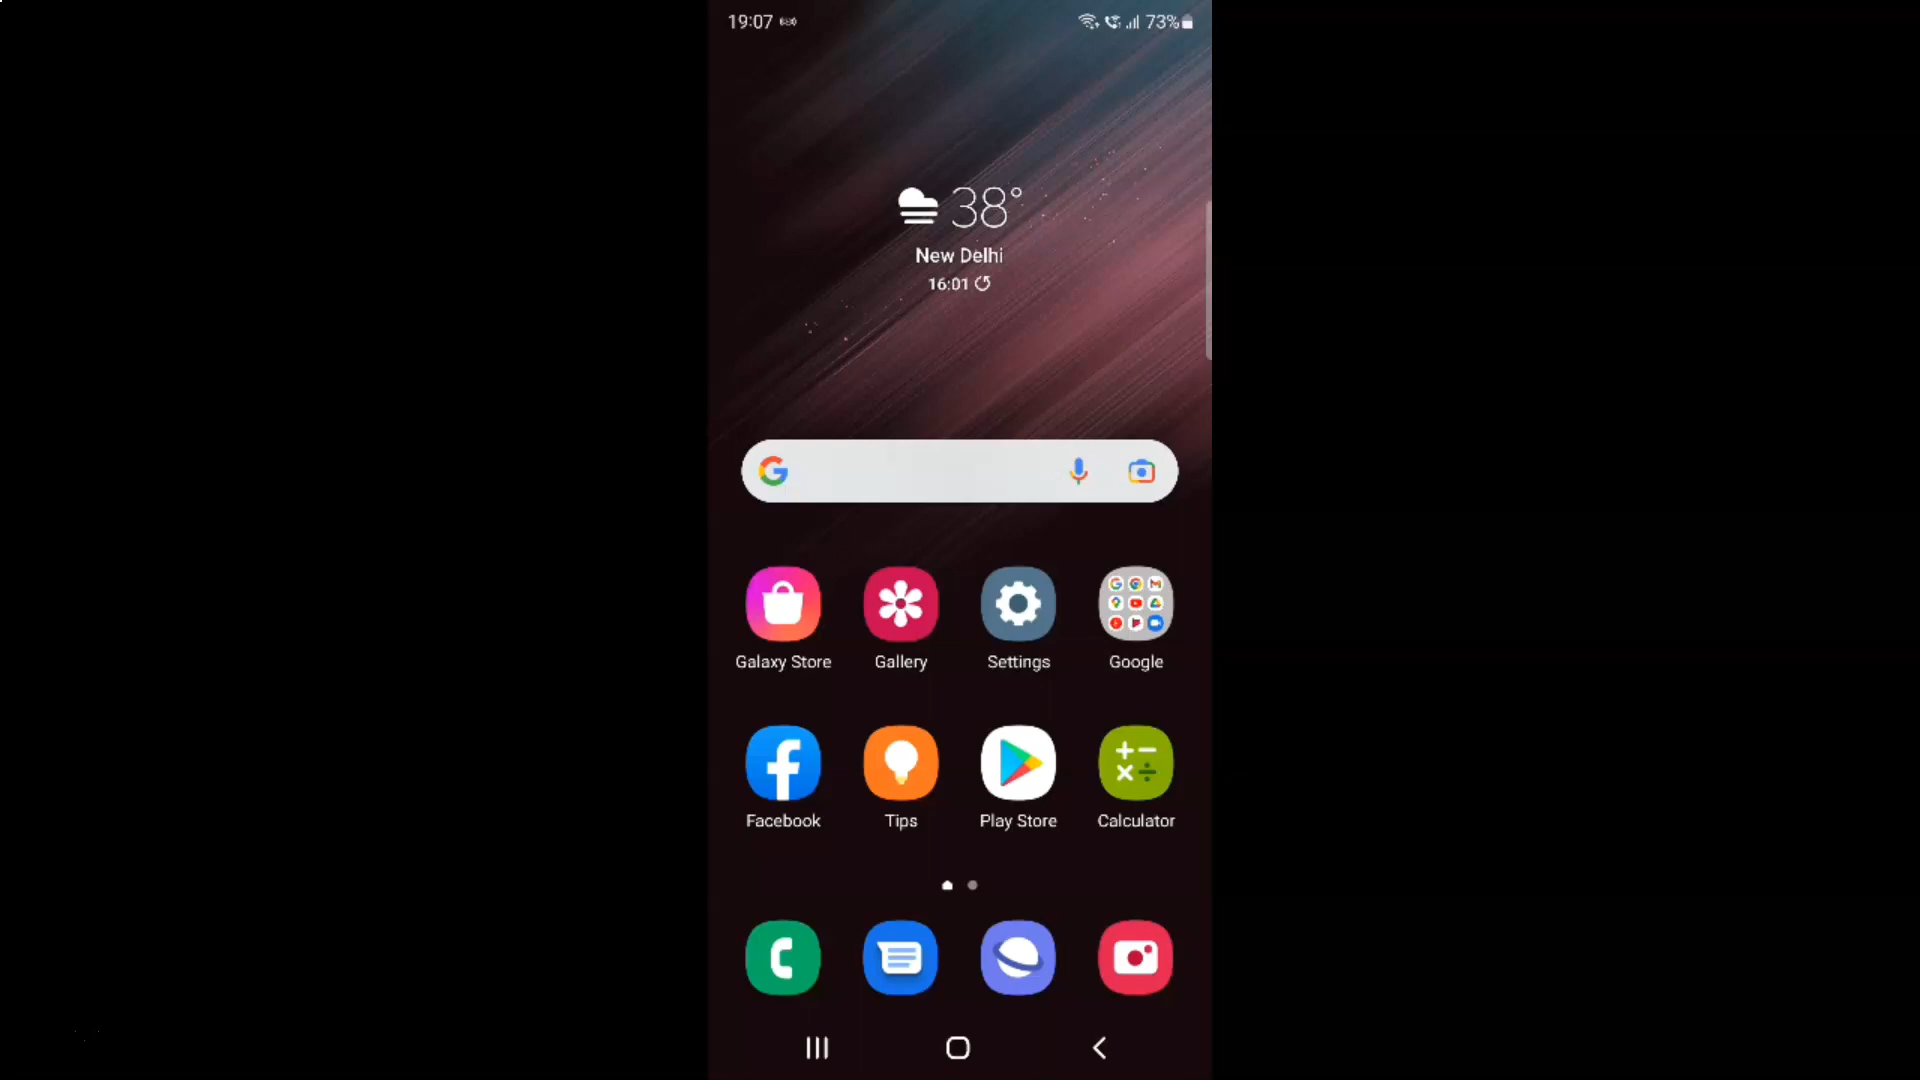 19:07
73%
38°
New Delhi
16:01
Galaxy Store
Gallery
Settings
Google
Facebook
Tips
Play Store
Calculator